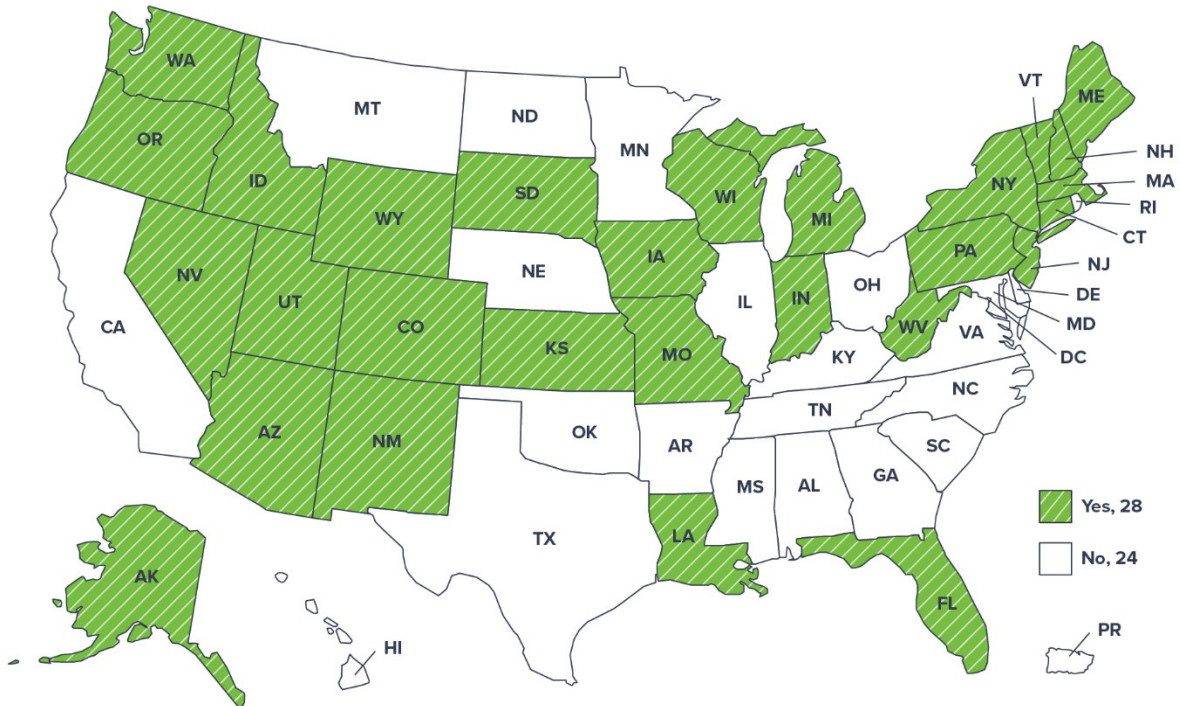 WA
MT
ND
MN
VT
ME
OR
ID
SD
WI
MI
NY
NH
MA
RI
CT
WY
NE
IA
PA
NJ
NV
UT
CO
IL
IN
OH
DE
MD
DC
CA
KS
MO
WV
VA
KY
AZ
NM
OK
AR
TN
NC
SC
MS
AL
GA
TX
LA
FL
AK
HI
PR
Yes, 28
No, 24